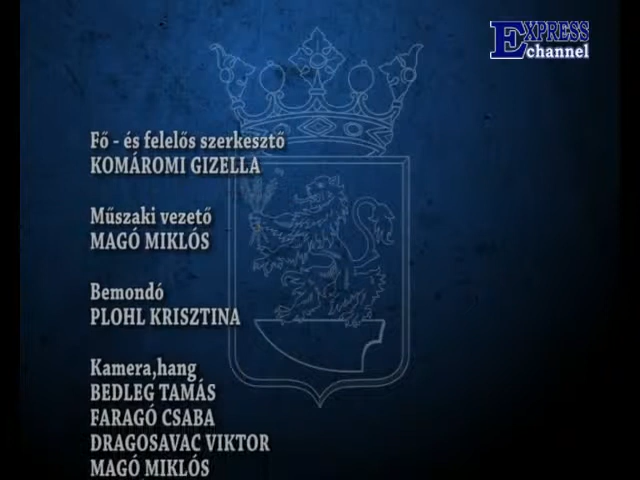 EXPRESS
channel
Fő - és felelős szerkesztő
KOMÁROMI GIZELLA
Műszaki vezető
MAGÓ MIKLÓS
Bemondó
PLOHL KRISZTINA
Kamera,hang
BEDLEG TAMÁS
FARAGÓ CSABA
DRAGOSAVAC VIKTOR
MAGÓ MIKLÓS